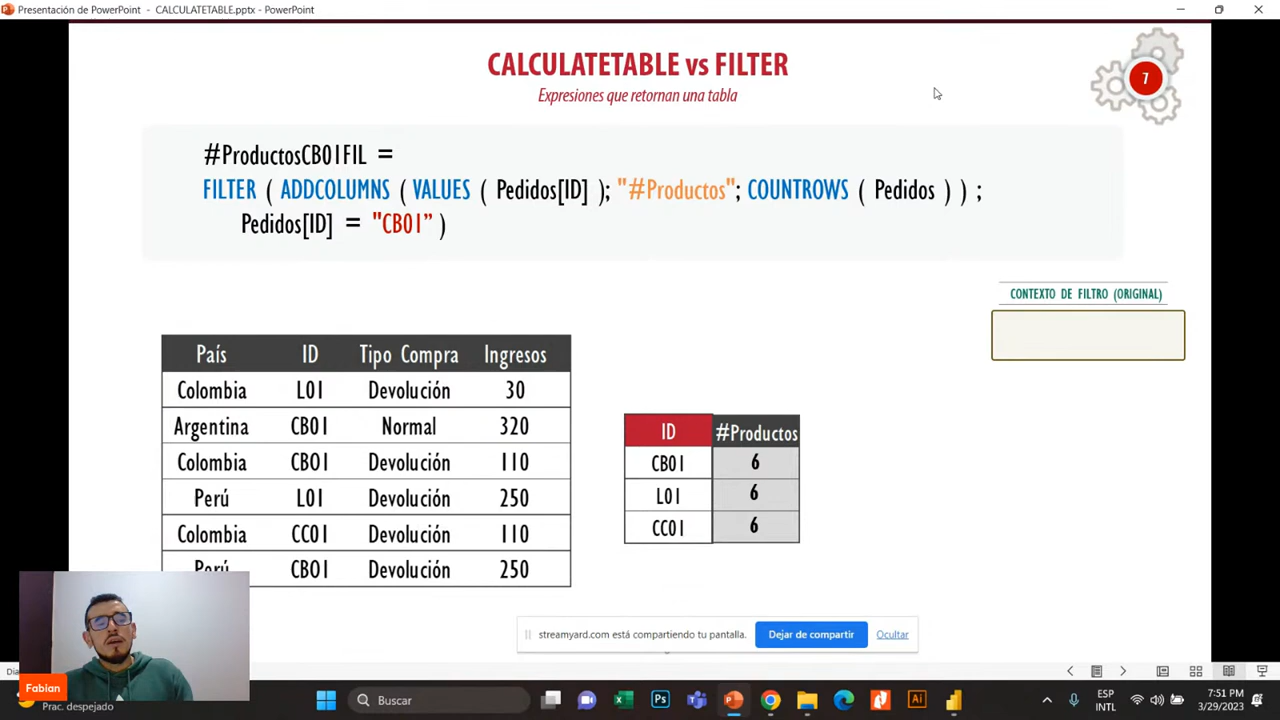 Presentación de PowerPoint - CALCULATETABLE.pptx - PowerPoint
CALCULATETABLE vs FILTER
Expresiones que retornan una tabla
7
#ProductosCB01FIL =
FILTER ( ADDCOLUMNS ( VALUES ( Pedidos[ID] ); "#Productos"; COUNTROWS ( Pedidos ) ) ;
Pedidos[ID] = "CB01” )
CONTEXTO DE FILTRO (ORIGINAL)
País ID Tipo Compra Ingresos
Colombia L01 Devolución 30
Argentina CB01 Normal 320
Colombia CB01 Devolución 110
Perú L01 Devolución 250
Colombia CC01 Devolución 110
Perú CB01 Devolución 250
ID #Productos
CB01 6
L01 6
CC01 6
streamyard.com está compartiendo tu pantalla. Dejar de compartir Ocultar
Fabian
Prac. despejado
Buscar
ESP
INTL
7:51 PM
3/29/2023